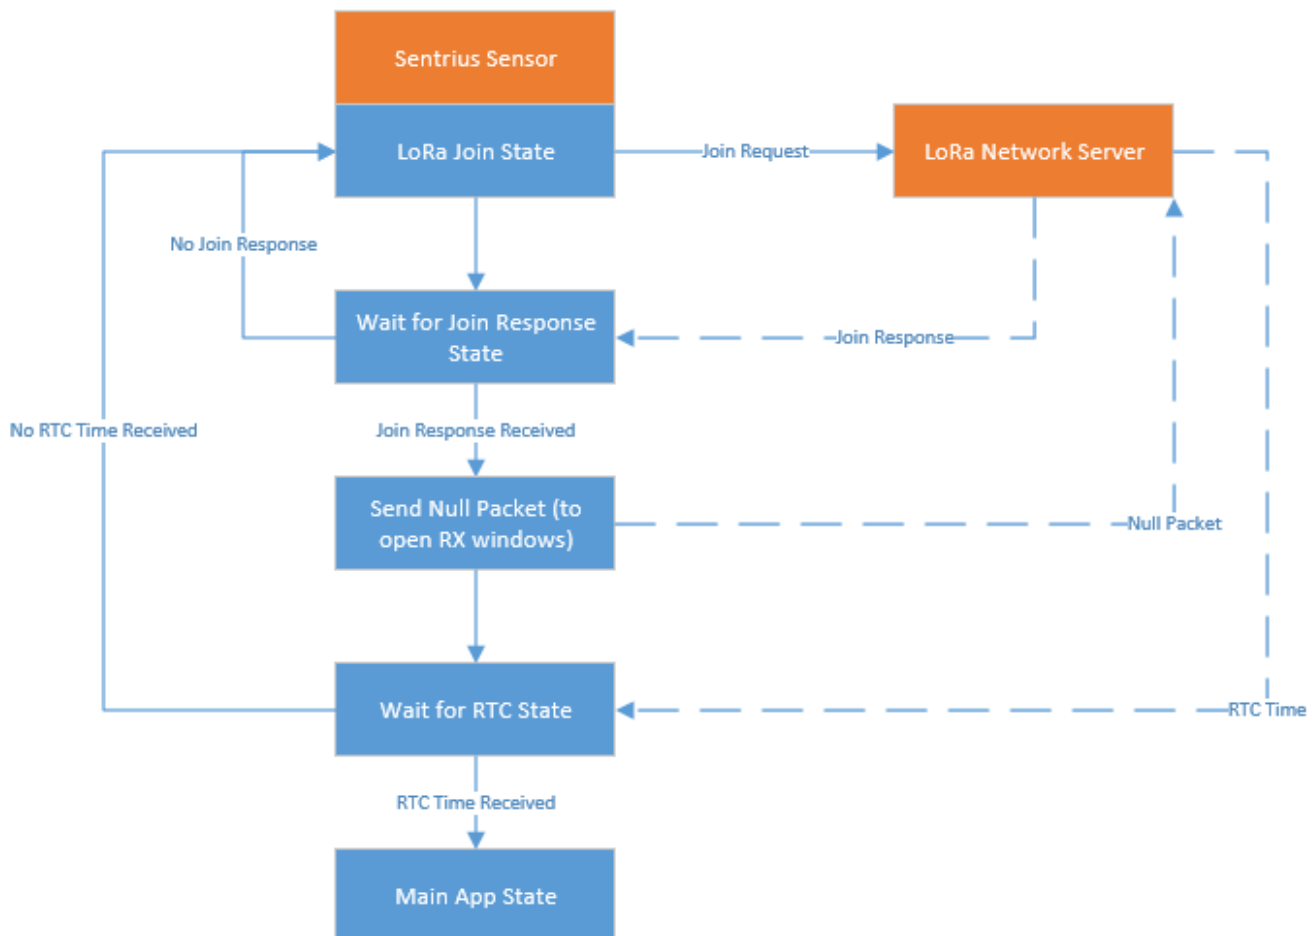 Sentrius Sensor
LoRa Join State
Join Request
LoRa Network Server
No Join Response
Wait for Join Response
State
Join Response
No RTC Time Received
Join Response Received
Send Null Packet (to
open RX windows)
Null Packet
Wait for RTC State
RTC Time
RTC Time Received
Main App State